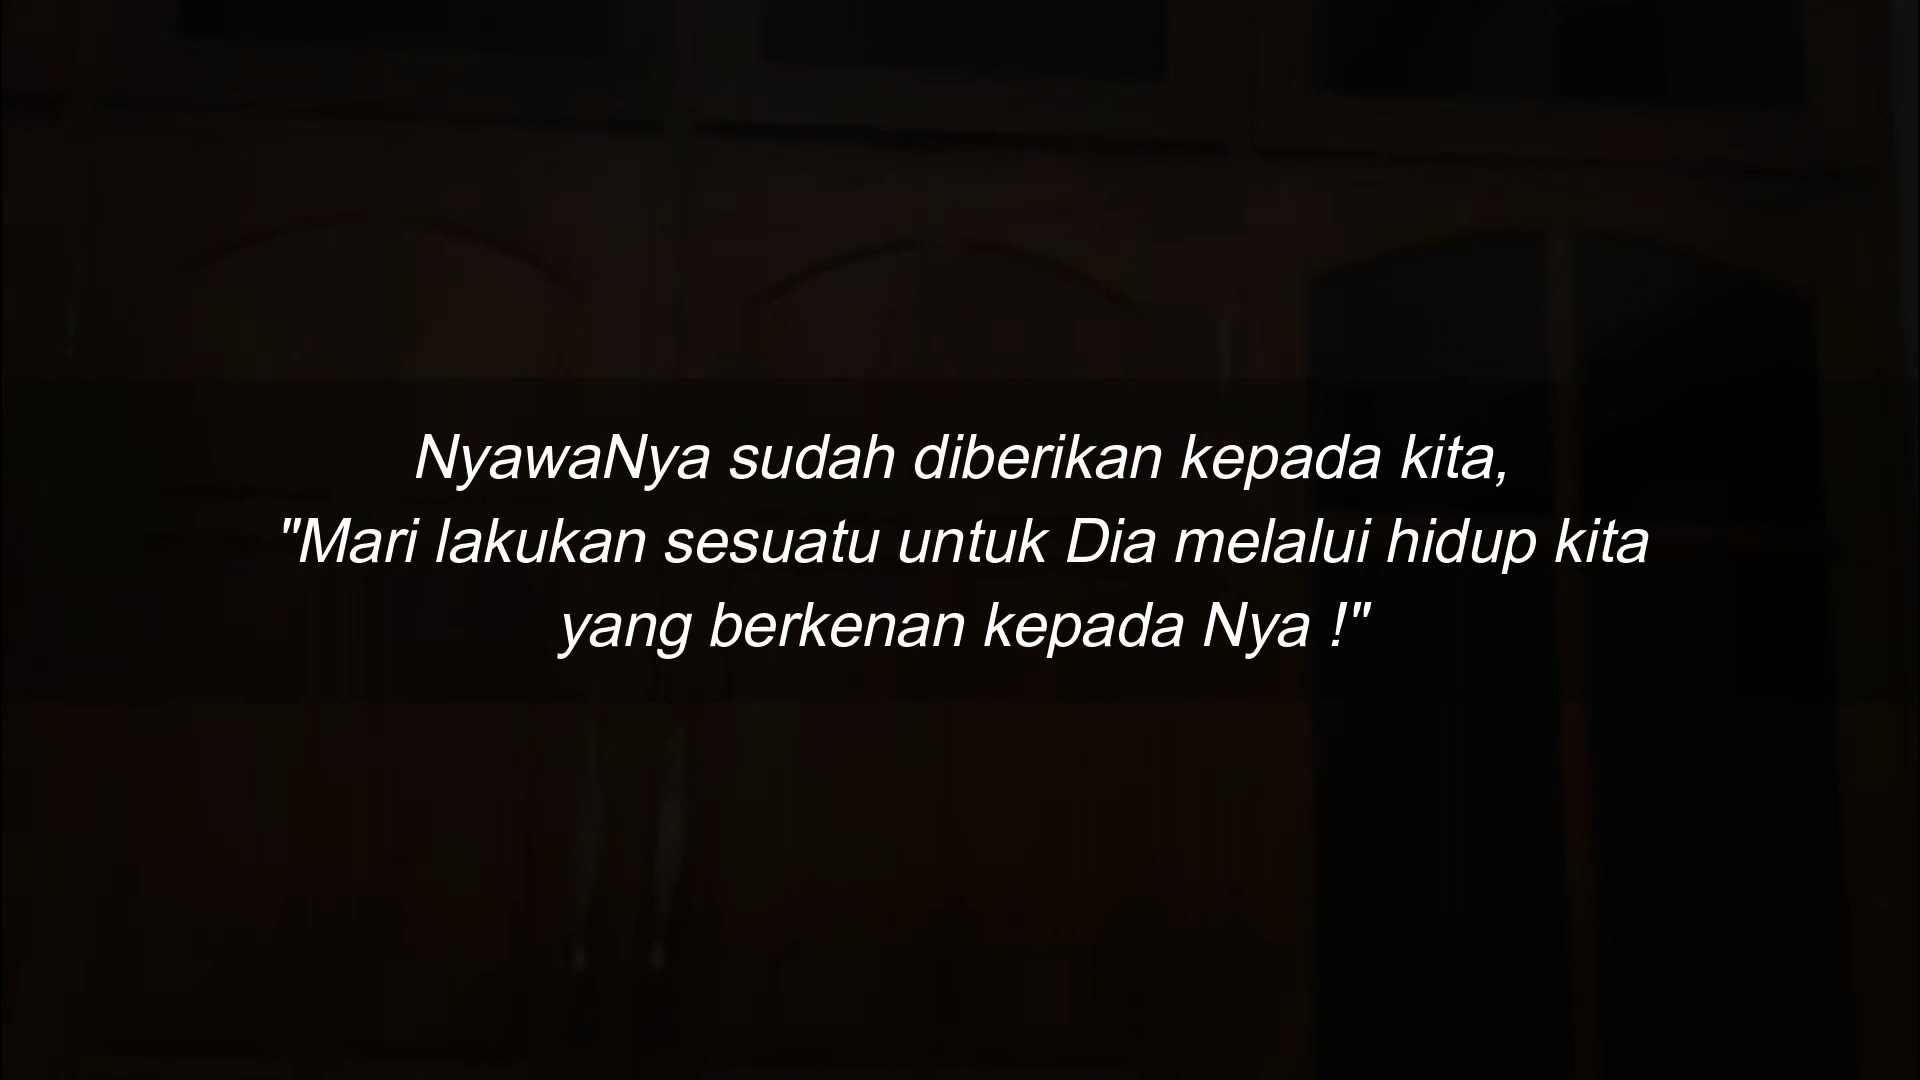 NyawaNya sudah diberikan kepada kita,
"Mari lakukan sesuatu untuk Dia melalui hidup kita
yang berkenan kepada Nya !"